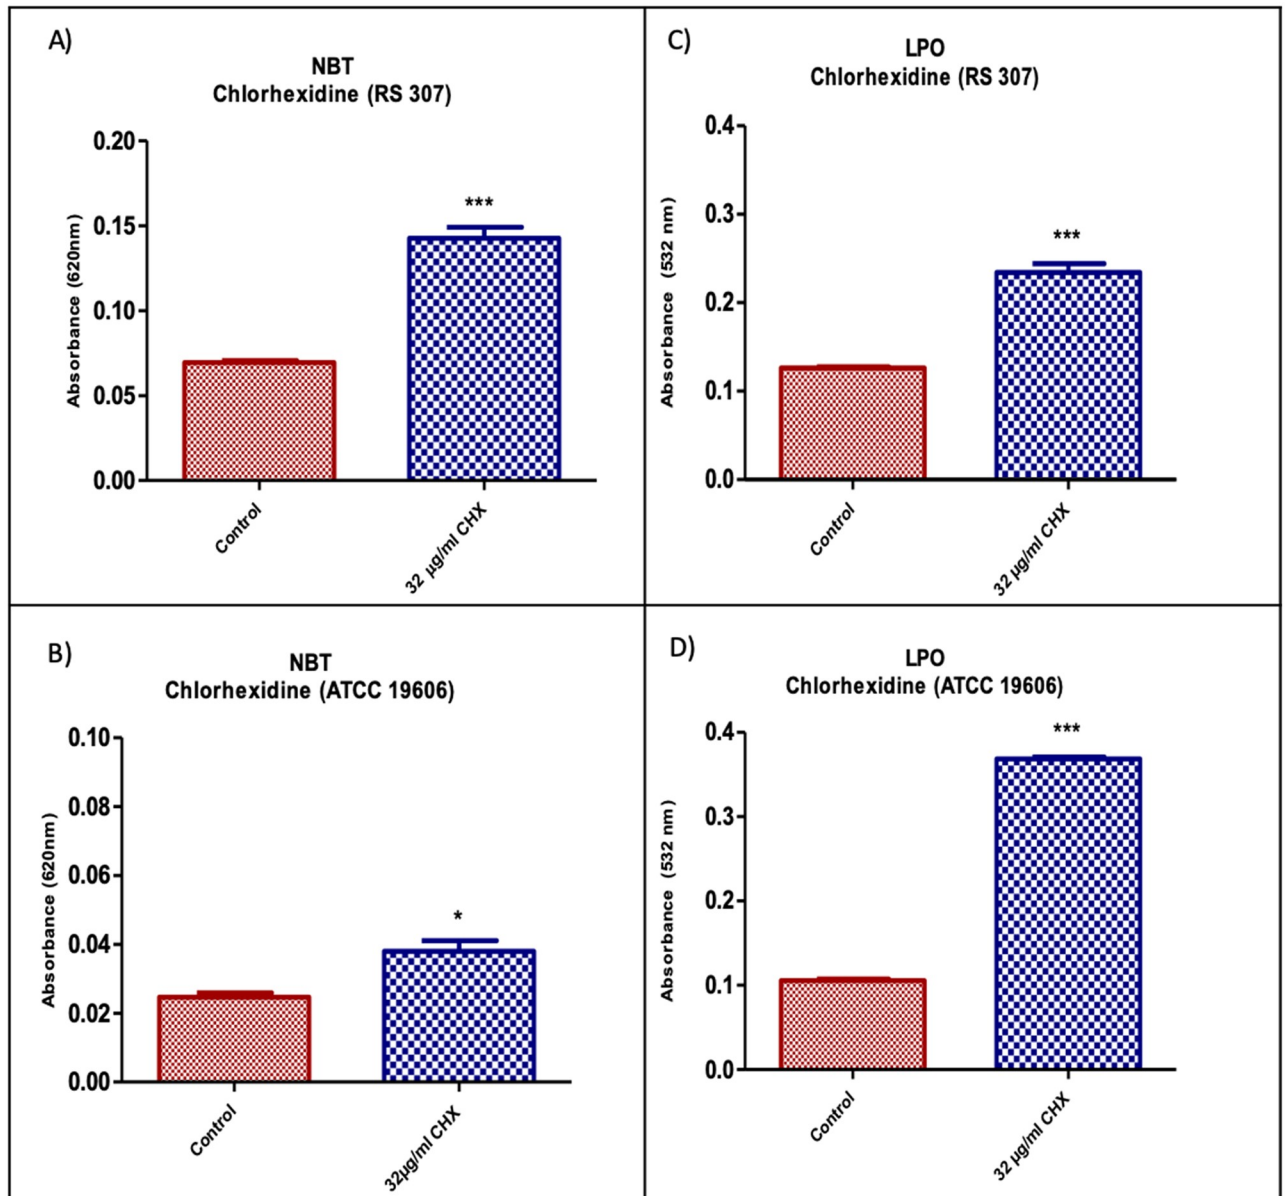 A)
NBT
Chlorhexidine (RS 307)
Absorbance (620nm)
0.20
0.15
0.10
0.05
0.00
Control
32 µg/ml CHX
***
C)
LPO
Chlorhexidine (RS 307)
Absorbance (532 nm)
0.4
0.3
0.2
0.1
0.0
Control
32 µg/ml CHX
***
B)
NBT
Chlorhexidine (ATCC 19606)
Absorbance (620nm)
0.10
0.08
0.06
0.04
0.02
0.00
Control
32µg/ml CHX
*
D)
LPO
Chlorhexidine (ATCC 19606)
Absorbance (532 nm)
0.4
0.3
0.2
0.1
0.0
Control
32 µg/ml CHX
***